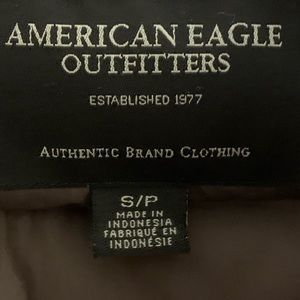 AMERICAN EAGLE
OUTFITTERS
ESTABLISHED 1977
AUTHENTIC BRAND CLOTHING
S/P
MADE IN
INDONESIA
FABRIQUÉ EN
INDONÉSIE